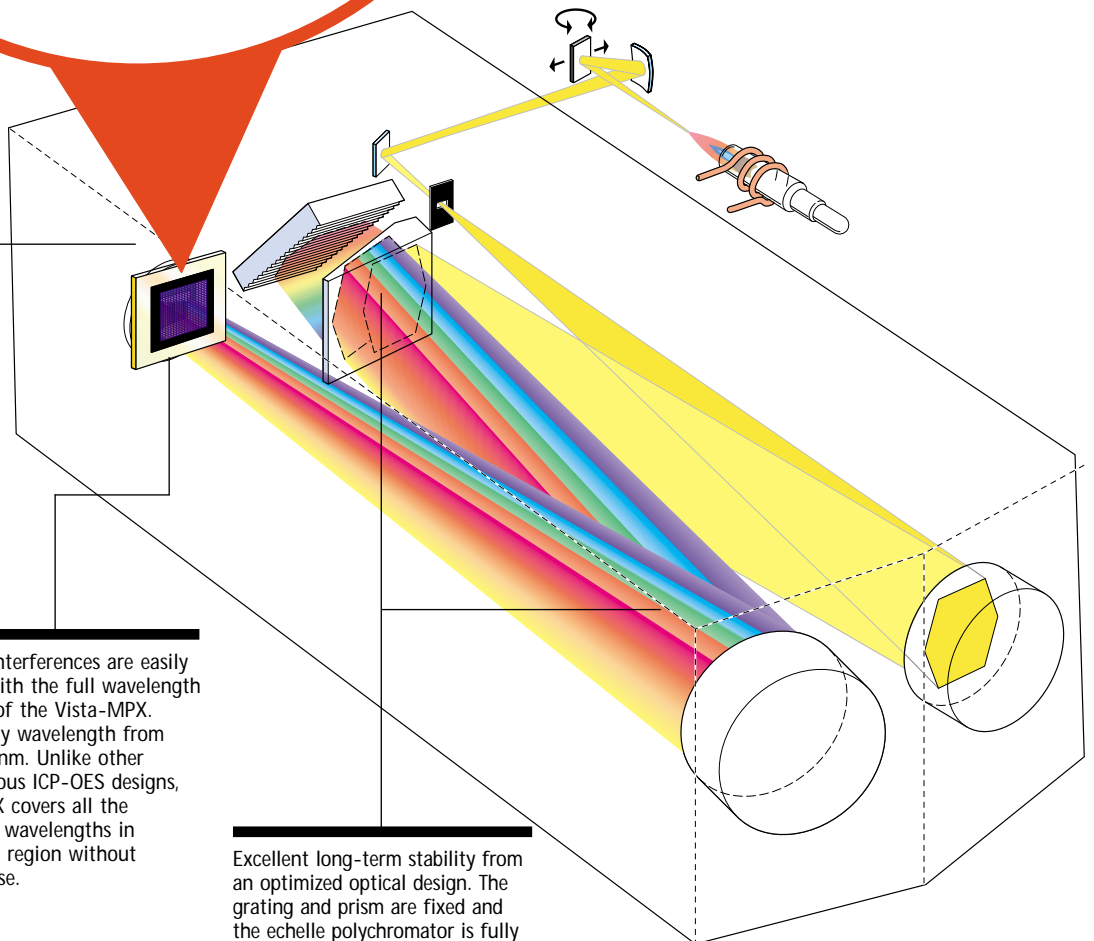 nterferences are easily
ith the full wavelength
of the Vista-MPX.
y wavelength from
nm. Unlike other
ous ICP-OES designs,
X covers all the
wavelengths in
region without
se.
Excellent long-term stability from
an optimized optical design. The
grating and prism are fixed and
the echelle polychromator is fully